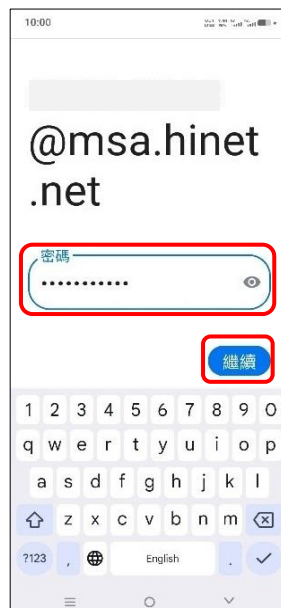 10:00
@msa.hinet
.net
密碼
•••••••••••
繼續
1 2 3 4 5 6 7 8 9 0
q w e r t y u i o p
a s d f g h j k l
z x c v b n m
?123 , English .